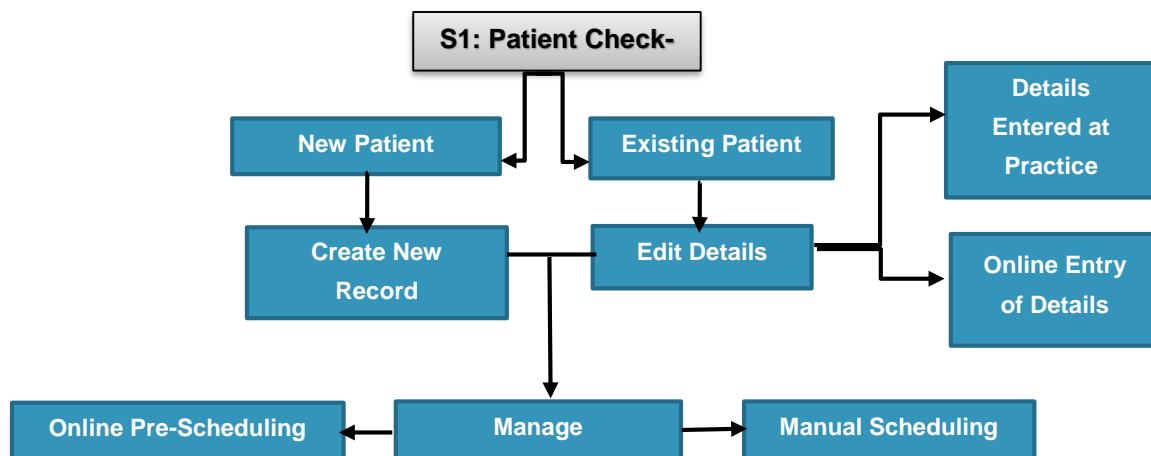 S1: Patient Check-
New Patient
Existing Patient
Details
Entered at
Practice
Create New
Record
Edit Details
Online Entry
of Details
Online Pre-Scheduling
Manage
Manual Scheduling